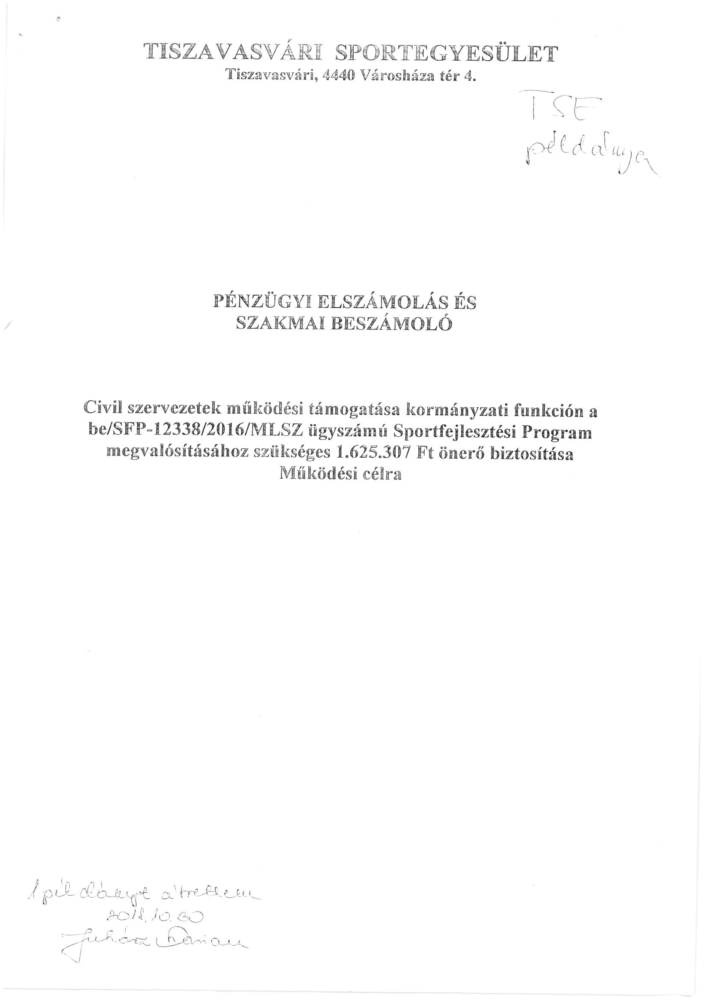 TISZAVASVÁRI SPORTEGYESÜLET
Tiszavasvári, 4440 Városháza tér 4.
TSE
példánya
PÉNZÜGYI ELSZÁMOLÁS ÉS
SZAKMAI BESZÁMOLÓ
Civil szervezetek működési támogatása kormányzati funkción a
be/SFP-12338/2016/MLSZ ügyszámú Sportfejlesztési Program
megvalósításához szükséges 1.625.307 Ft önerő biztosítása
Működési célra
1 példányt átvettem
2018.10.30
Juhász